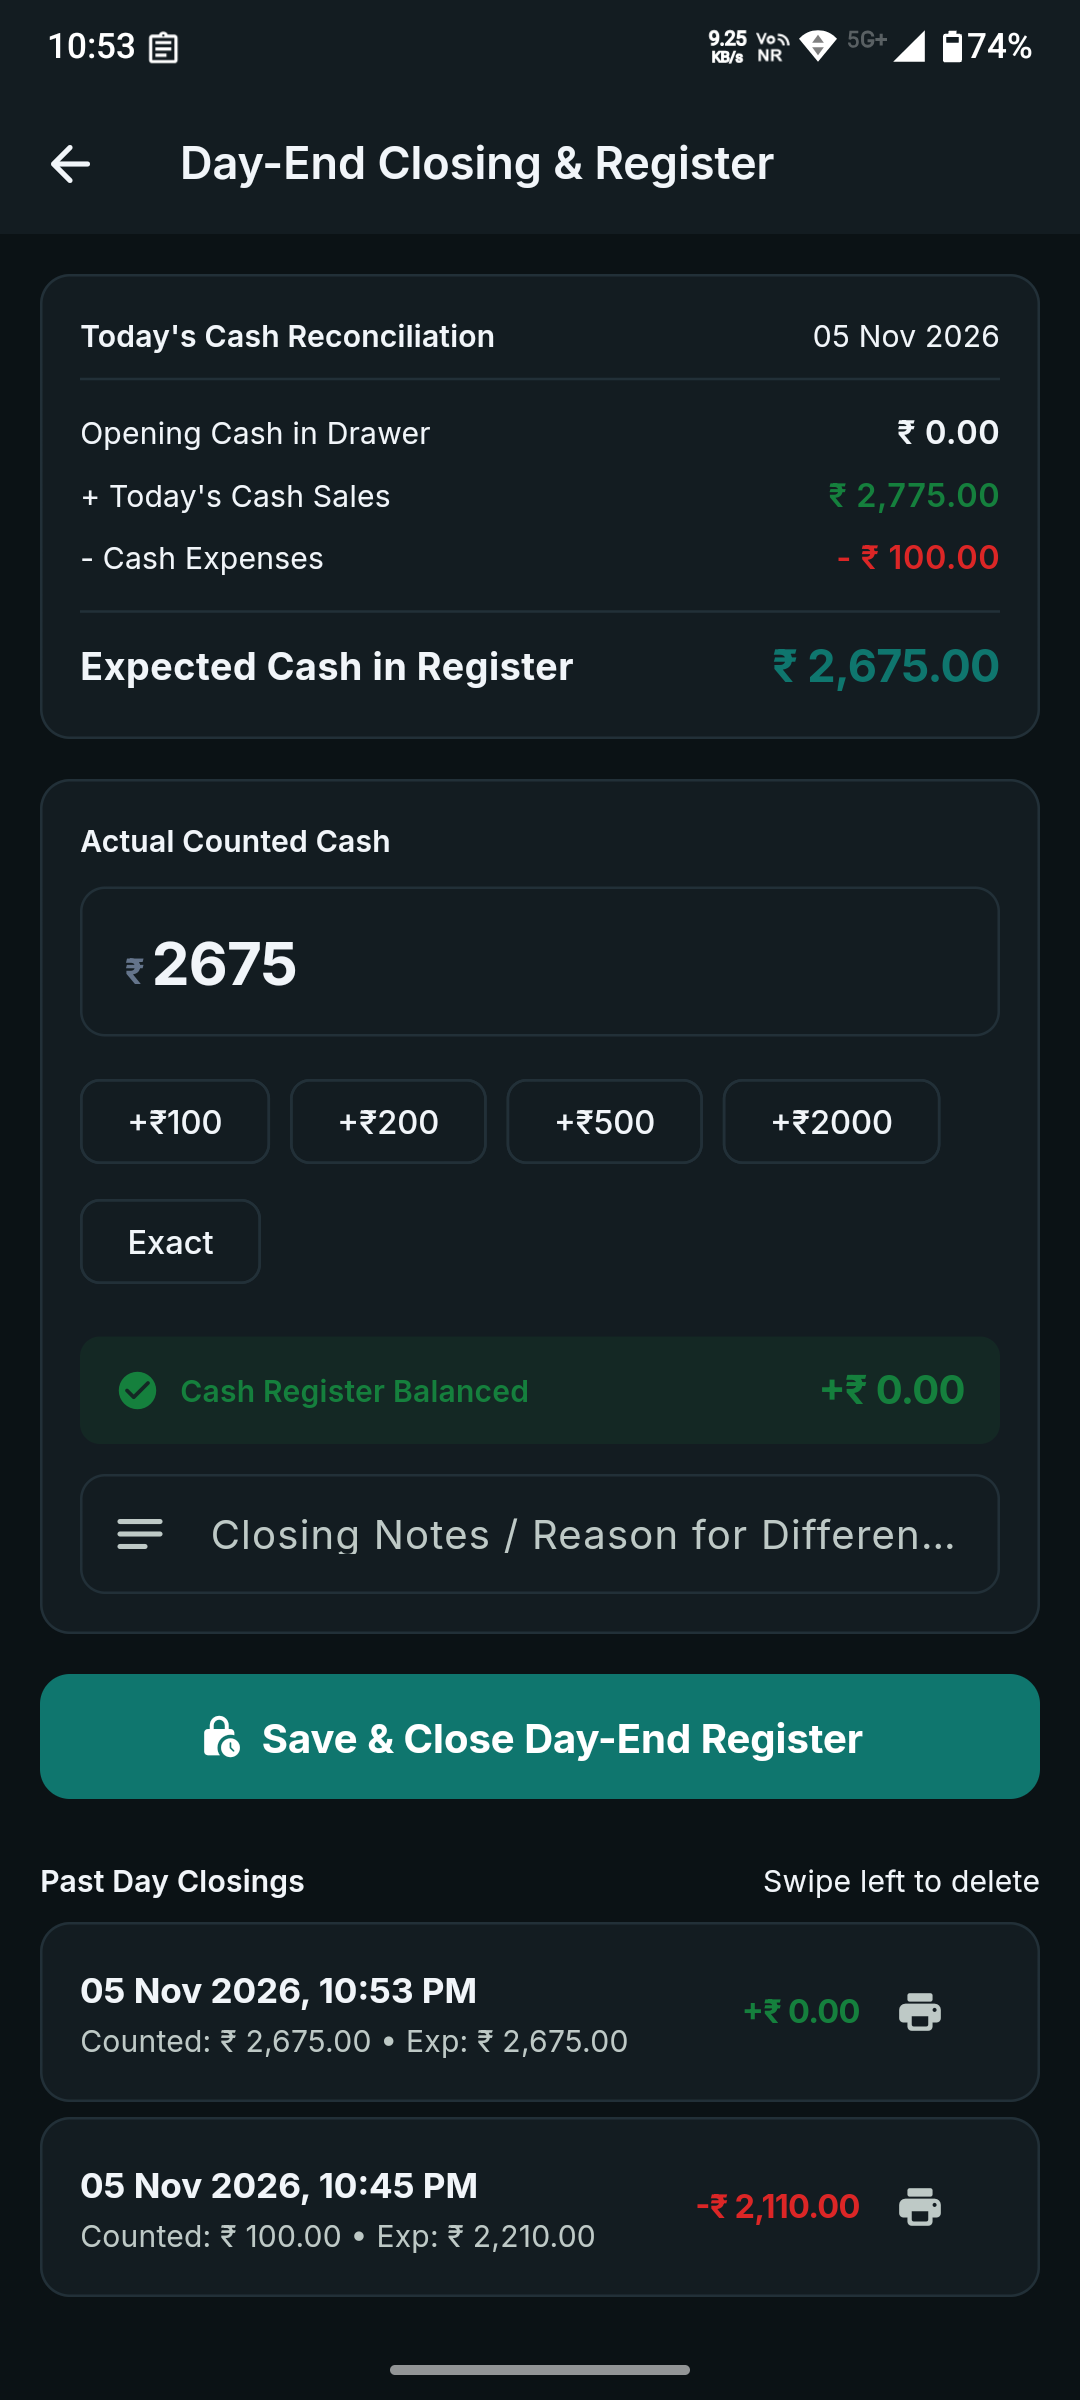 10:53
9.25 KB/s Vo NR 5G+ 74%
Day-End Closing & Register
Today's Cash Reconciliation 05 Nov 2026
Opening Cash in Drawer ₹ 0.00
+ Today's Cash Sales ₹ 2,775.00
- Cash Expenses - ₹ 100.00
Expected Cash in Register ₹ 2,675.00
Actual Counted Cash
₹ 2675
+₹100 +₹200 +₹500 +₹2000
Exact
Cash Register Balanced +₹ 0.00
Closing Notes / Reason for Differen...
Save & Close Day-End Register
Past Day Closings Swipe left to delete
05 Nov 2026, 10:53 PM
+₹ 0.00
Counted: ₹ 2,675.00 • Exp: ₹ 2,675.00
05 Nov 2026, 10:45 PM
-₹ 2,110.00
Counted: ₹ 100.00 • Exp: ₹ 2,210.00